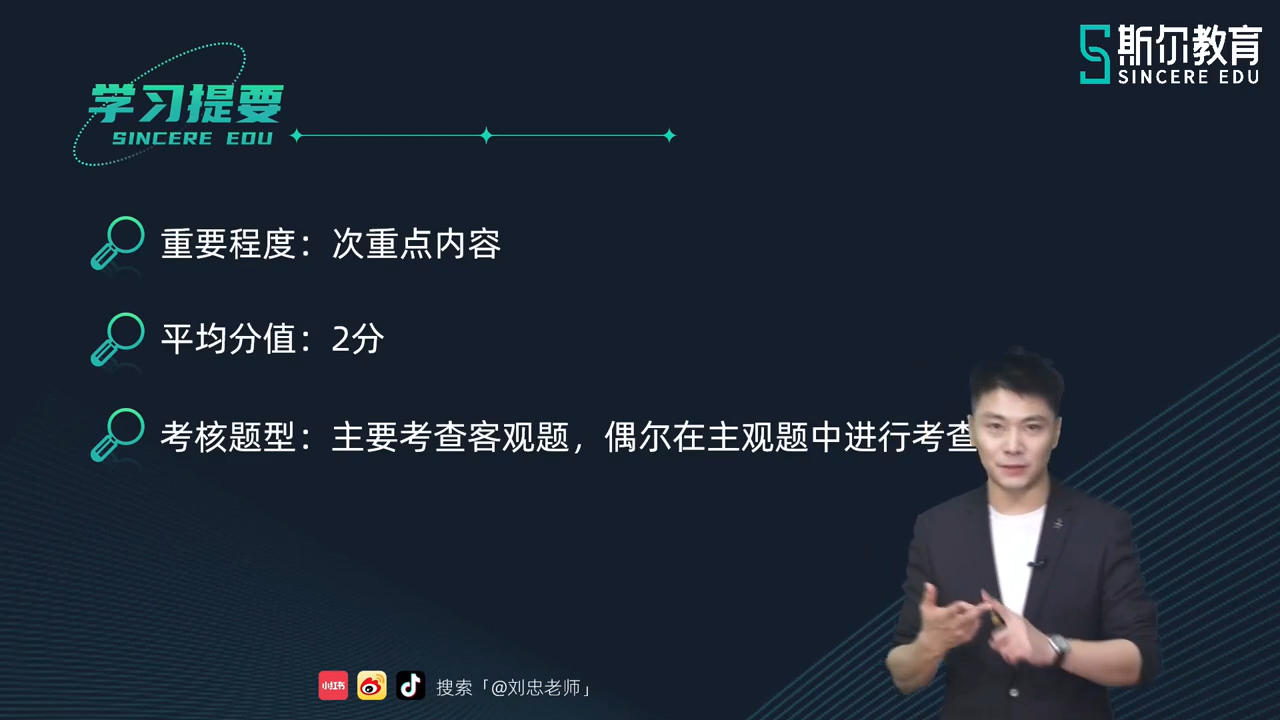 斯尔教育
SINCERE EDU
学习提要
SINCERE EDU
重要程度：次重点内容
平均分值：2分
考核题型：主要考查客观题，偶尔在主观题中进行考查
小红书
搜索「@刘忠老师」